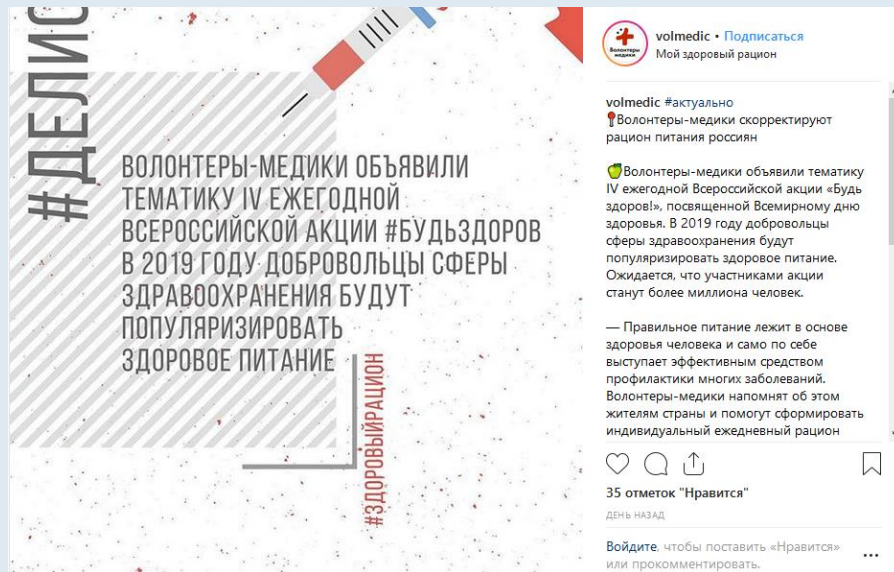 #ДЕЛИС
ВОЛОНТЕРЫ-МЕДИКИ ОБЪЯВИЛИ
ТЕМАТИКУ IV ЕЖЕГОДНОЙ
ВСЕРОССИЙСКОЙ АКЦИИ #БУДЬЗДОРОВ
В 2019 ГОДУ ДОБРОВОЛЬЦЫ СФЕРЫ
ЗДРАВООХРАНЕНИЯ БУДУТ
ПОПУЛЯРИЗИРОВАТЬ
ЗДОРОВОЕ ПИТАНИЕ
#ЗДОРОВЫЙРАЦИОН
Волонтеры
медики
volmedic • Подписаться
Мой здоровый рацион
volmedic #актуально
Волонтеры-медики скорректируют
рацион питания россиян
Волонтеры-медики объявили тематику
IV ежегодной Всероссийской акции «Будь
здоров!», посвященной Всемирному дню
здоровья. В 2019 году добровольцы
сферы здравоохранения будут
популяризировать здоровое питание.
Ожидается, что участниками акции
станут более миллиона человек.
— Правильное питание лежит в основе
здоровья человека и само по себе
выступает эффективным средством
профилактики многих заболеваний.
Волонтеры-медики напомнят об этом
жителям страны и помогут сформировать
индивидуальный ежедневный рацион
35 отметок "Нравится"
ДЕНЬ НАЗАД
Войдите, чтобы поставить «Нравится»
или прокомментировать.